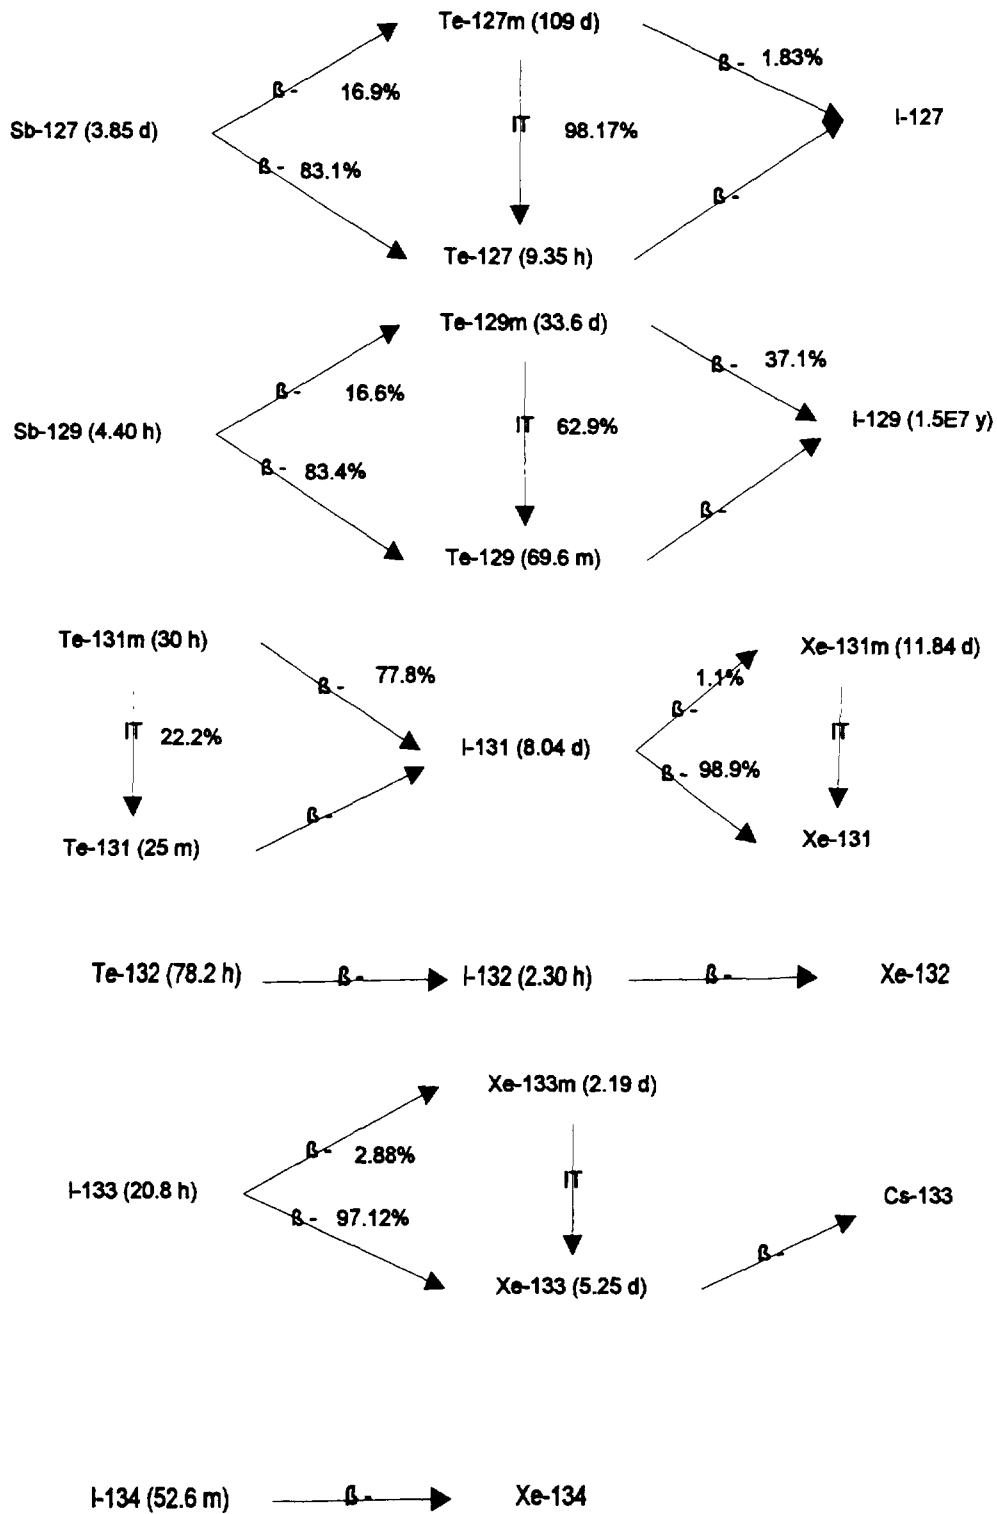 Te-127m (109 d)
ß - 1.83%
ß - 16.9%
I-127
Sb-127 (3.85 d)
IT 98.17%
ß - 83.1%
ß -
Te-127 (9.35 h)
Te-129m (33.6 d)
ß - 37.1%
ß - 16.6%
I-129 (1.5E7 y)
Sb-129 (4.40 h)
IT 62.9%
ß - 83.4%
ß -
Te-129 (69.6 m)
Te-131m (30 h)
Xe-131m (11.84 d)
ß - 77.8%
1.1%
ß -
IT 22.2%
IT
I-131 (8.04 d)
ß - 98.9%
ß -
Te-131 (25 m)
Xe-131
Te-132 (78.2 h) ß - I-132 (2.30 h) ß - Xe-132
Xe-133m (2.19 d)
ß - 2.88%
IT
I-133 (20.8 h)
Cs-133
ß - 97.12%
ß -
Xe-133 (5.25 d)
I-134 (52.6 m) ß - Xe-134